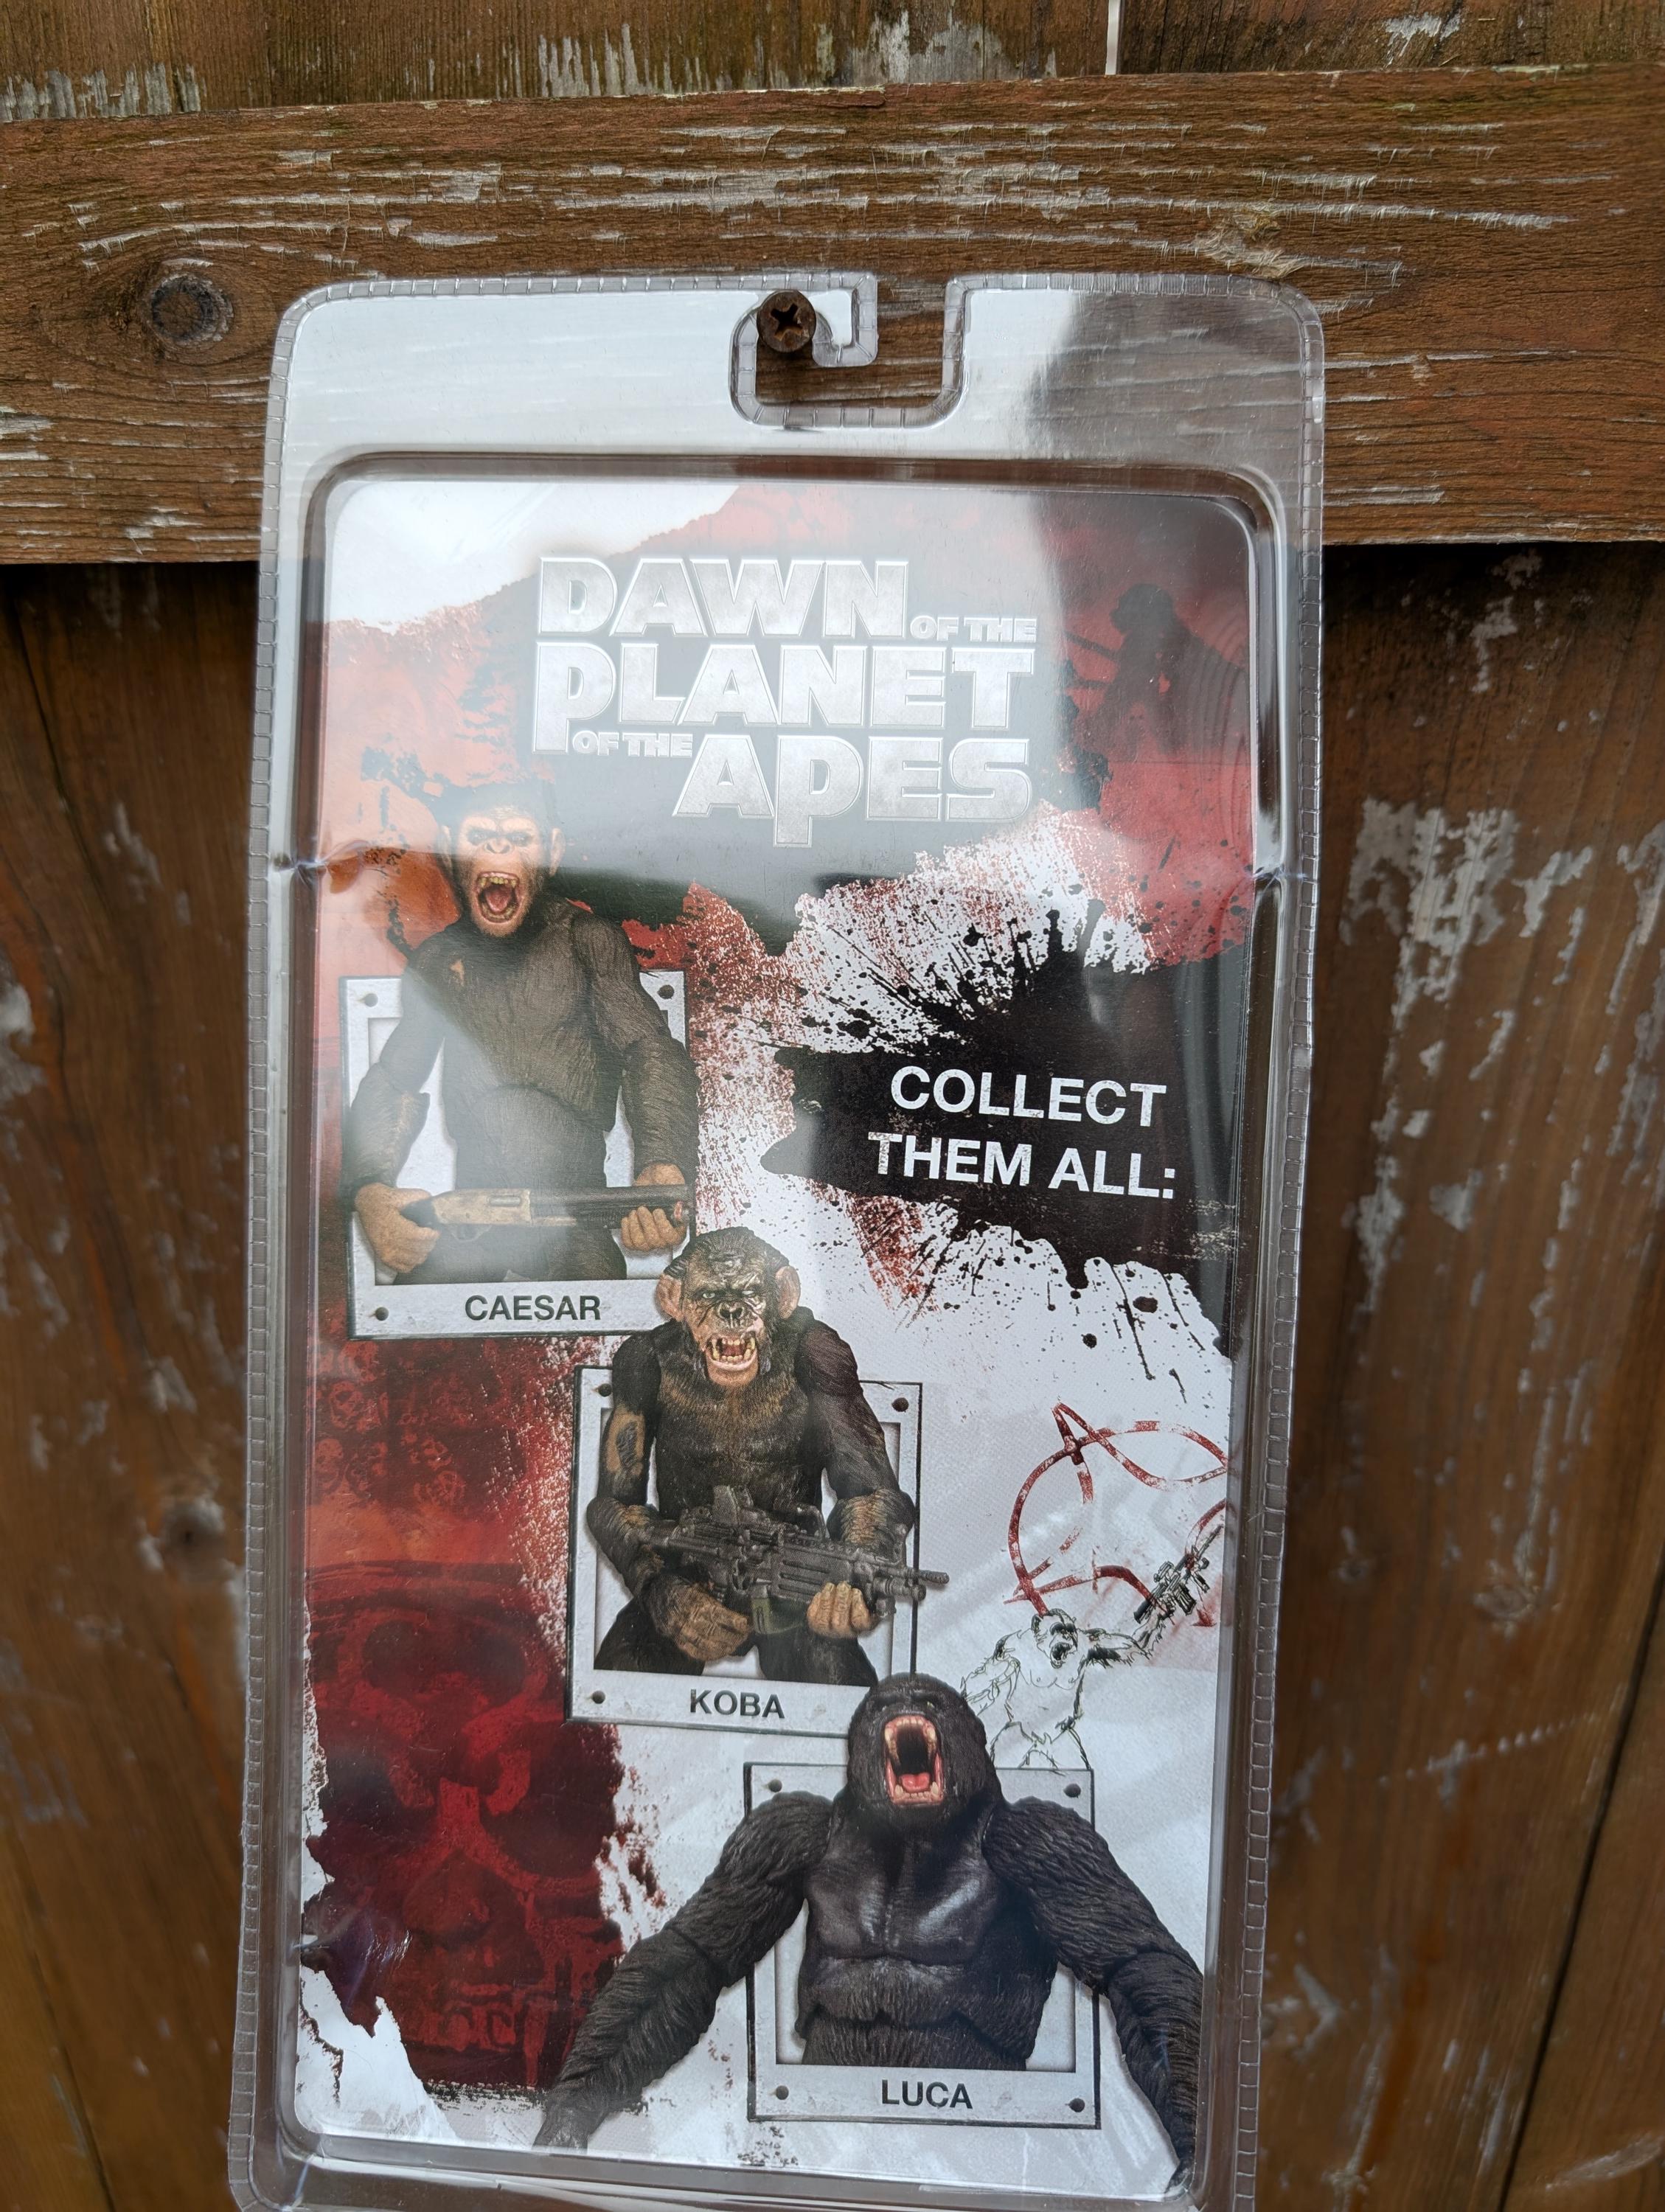 DAWN OF THE
PLANET
OF THE APES
COLLECT
THEM ALL:
CAESAR
KOBA
LUCA